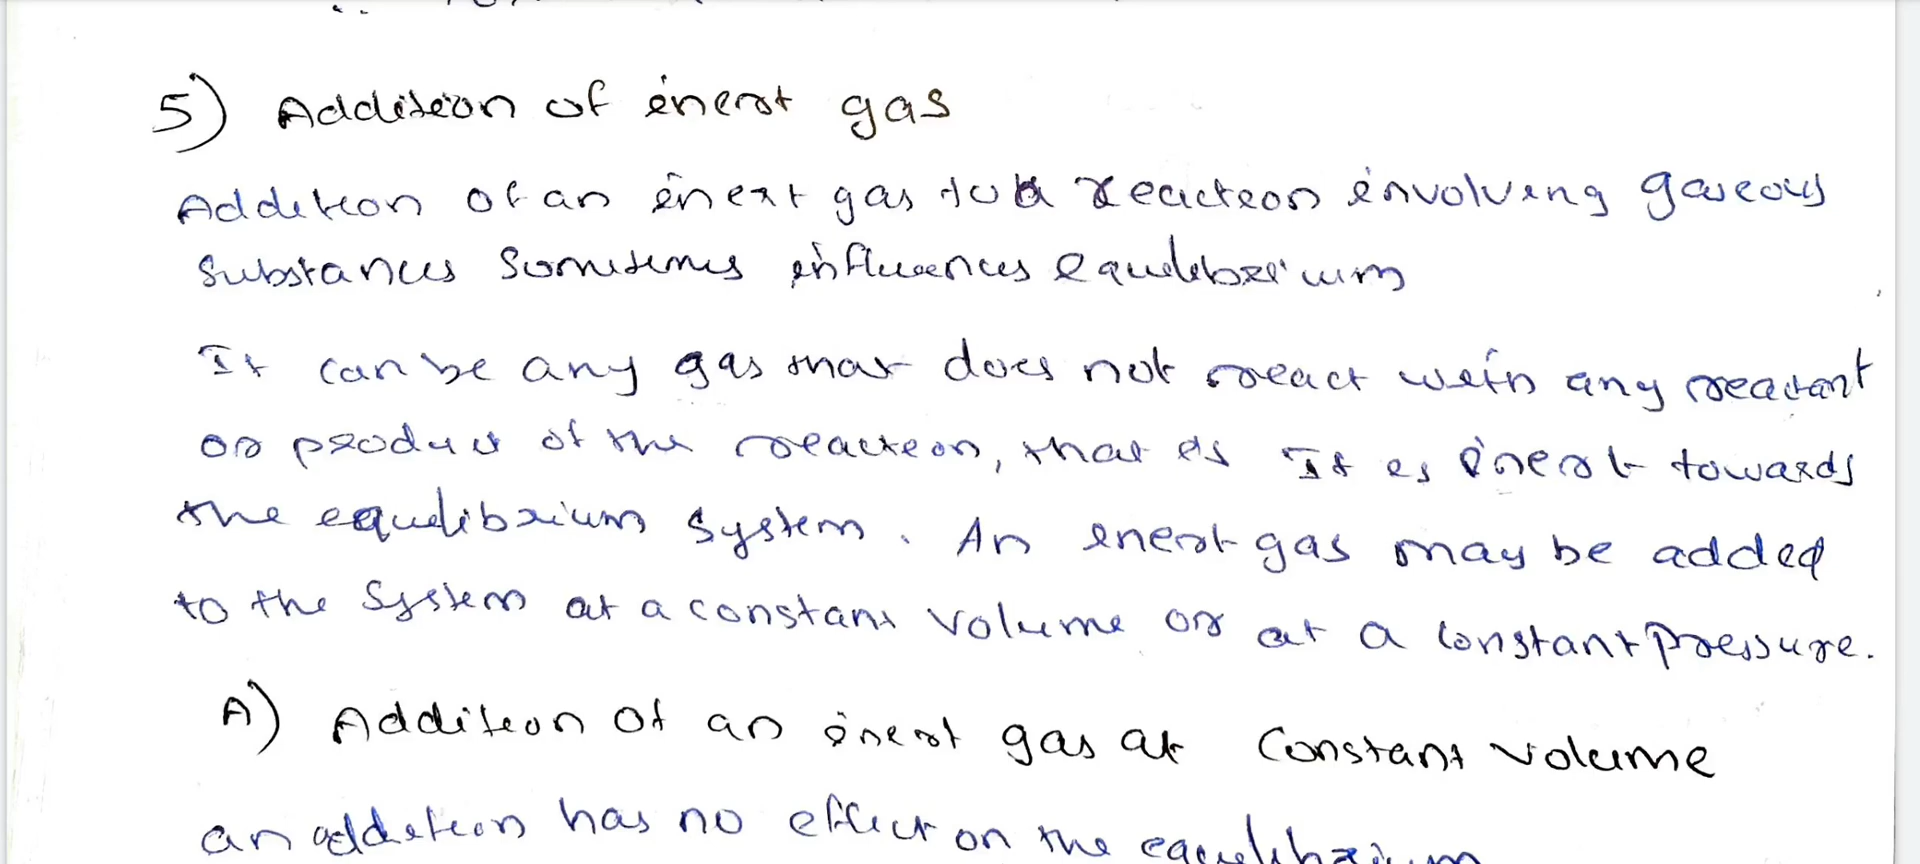 5) Addition of inert gas
Addition of an inert gas to a reaction involving gaseous
substances sometimes influences equilibrium
It can be any gas that does not react with any reactant
or product of the reaction, that is It is inert towards
the equilibrium system. An inert gas may be added
to the system at a constant volume or at a constant pressure.
A) Addition of an inert gas at constant volume
an addition has no effect on the equilibrium